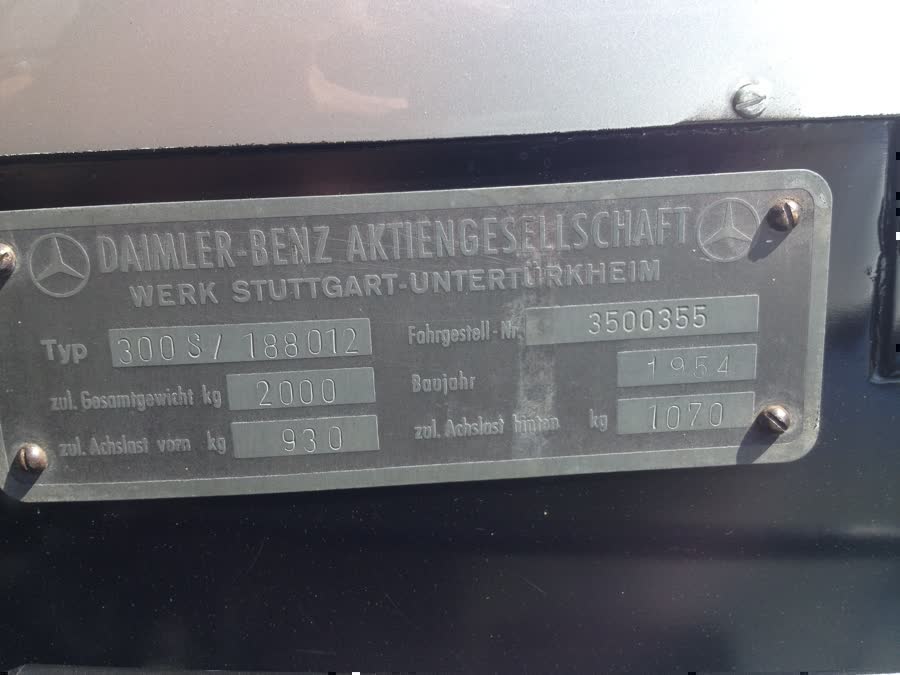 DAIMLER-BENZ AKTIENGESELLSCHAFT
WERK STUTTGART-UNTERTÜRKHEIM
Typ 300 S/ 188012 Fahrgestell-Nr. 3500355
zul. Gesamtgewicht kg 2000 Baujahr 1954
zul. Achslast vorn kg 930 zul. Achslast hinten kg 1070